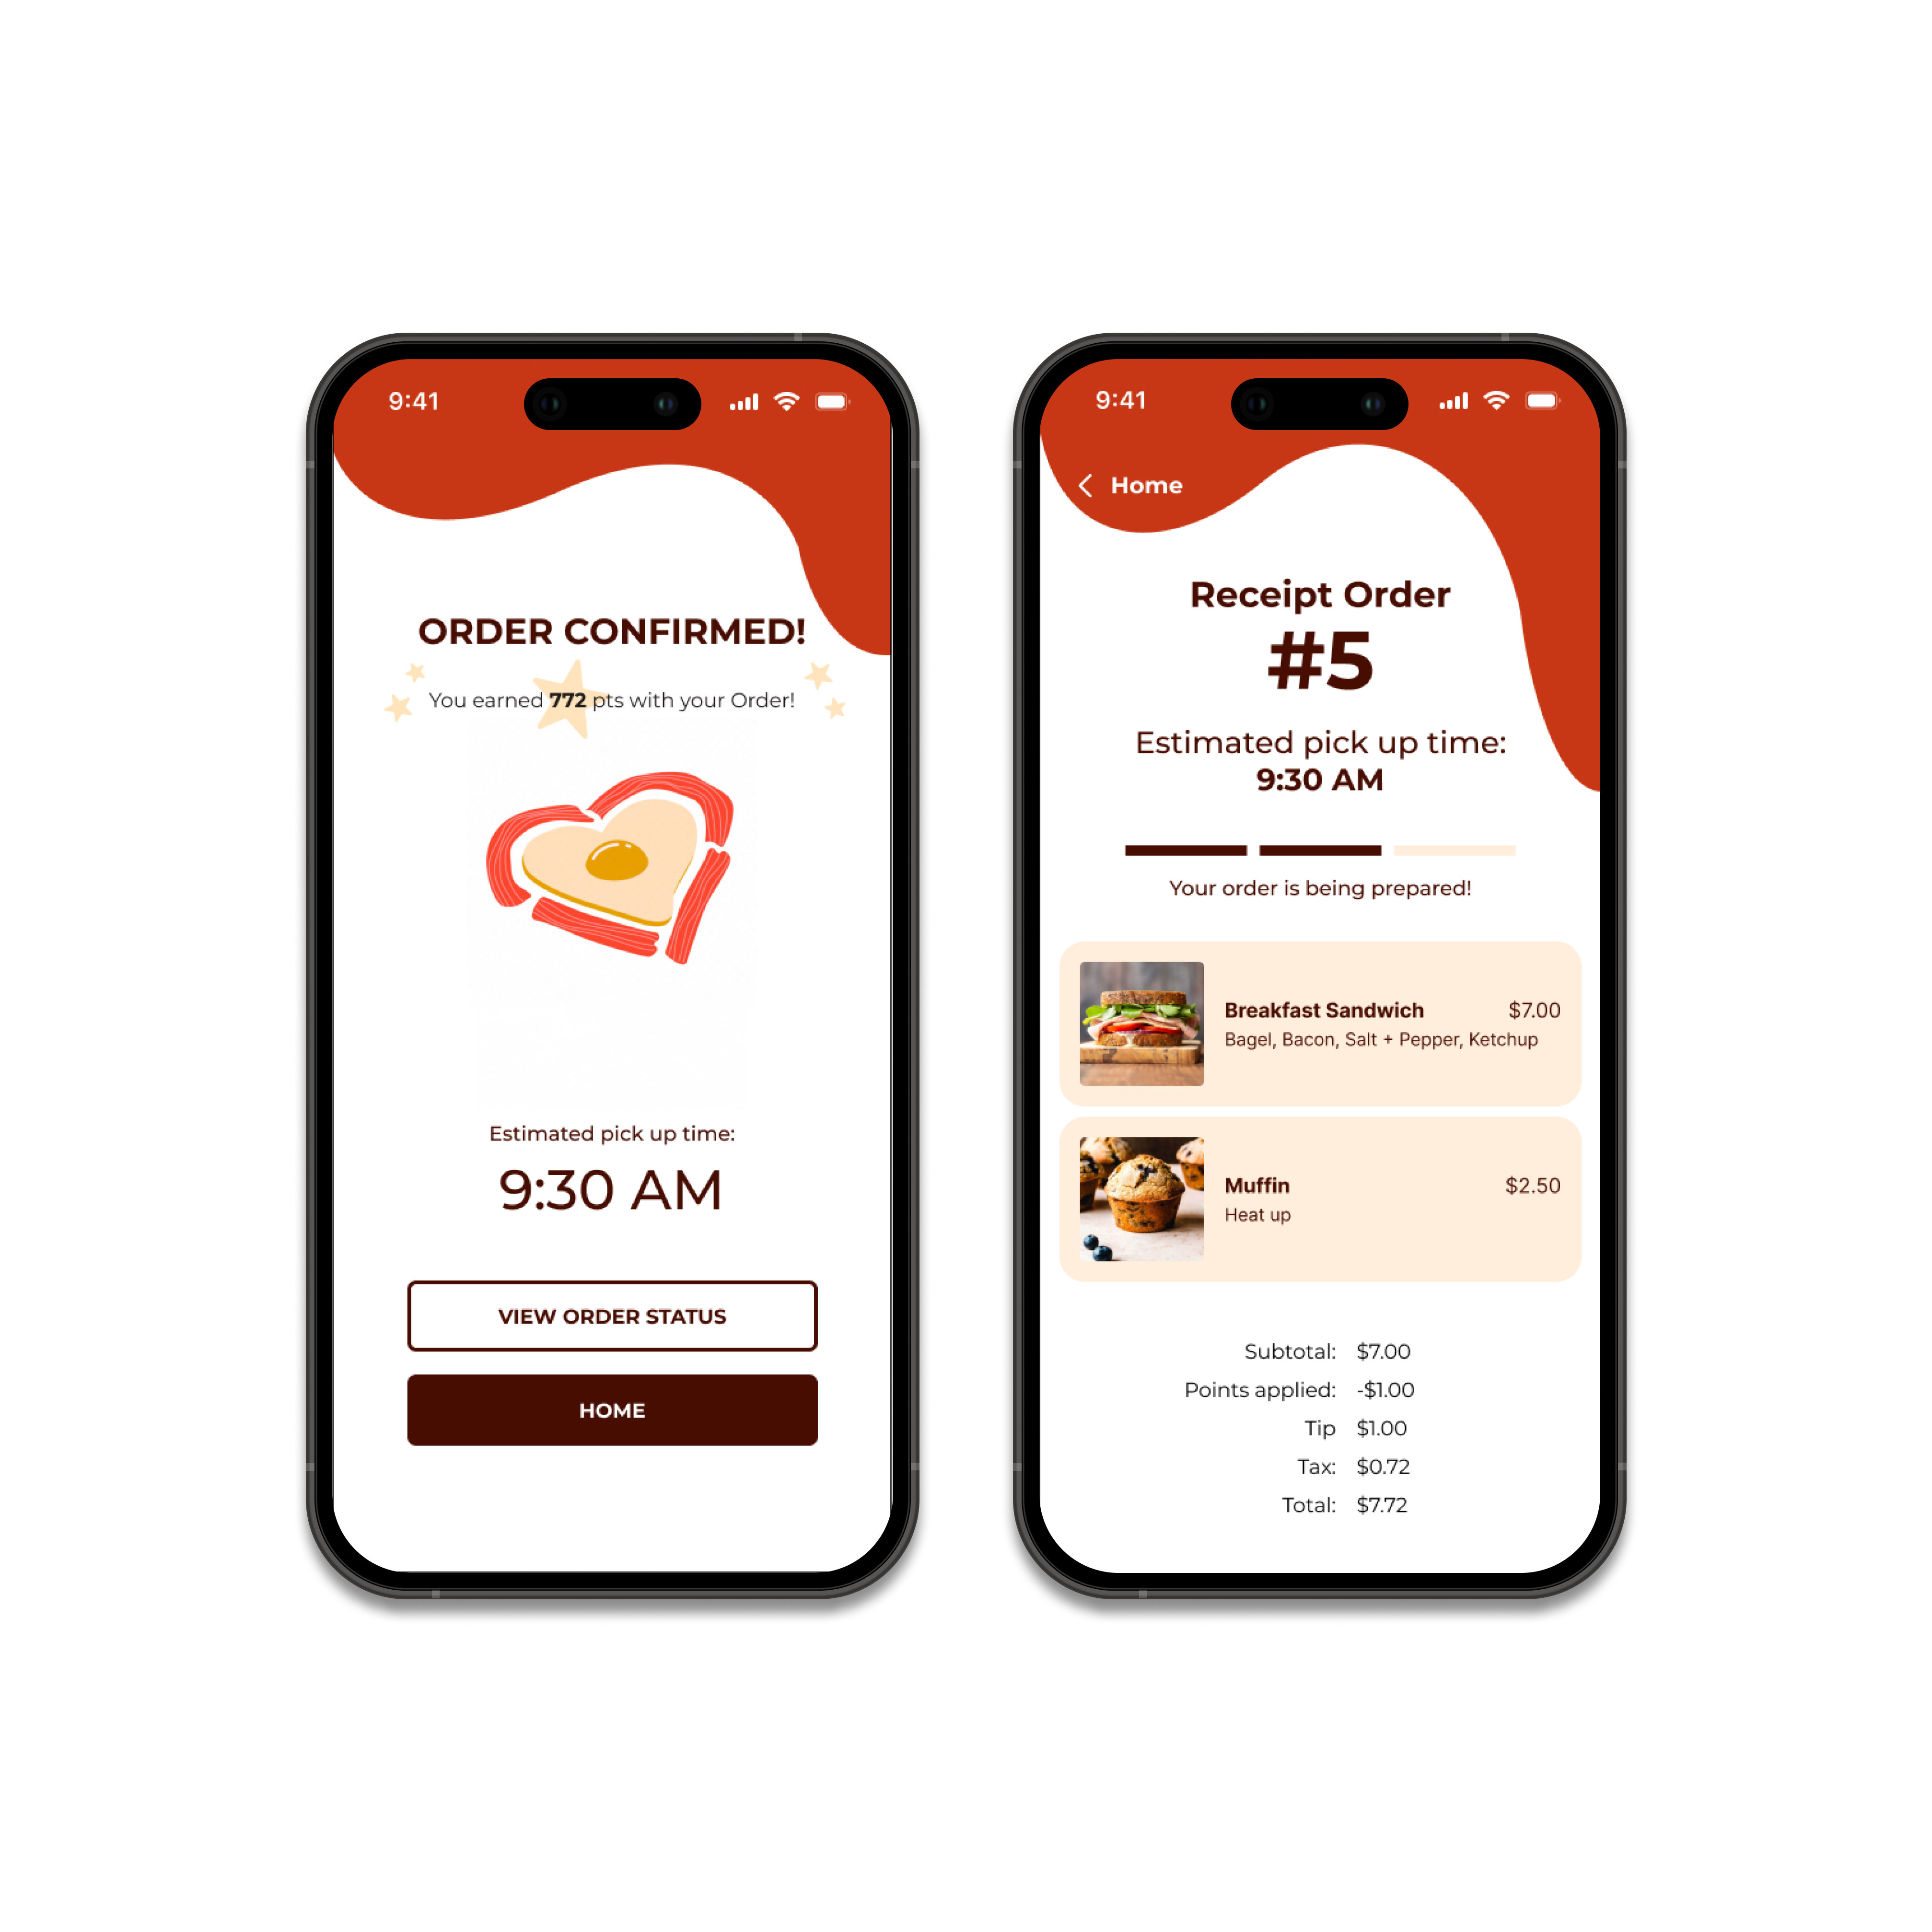 9:41
ORDER CONFIRMED!
You earned 772 pts with your Order!
Estimated pick up time:
9:30 AM
VIEW ORDER STATUS
HOME
9:41
Home
Receipt Order
#5
Estimated pick up time:
9:30 AM
Your order is being prepared!
Breakfast Sandwich $7.00
Bagel, Bacon, Salt + Pepper, Ketchup
Muffin $2.50
Heat up
Subtotal: $7.00
Points applied: -$1.00
Tip $1.00
Tax: $0.72
Total: $7.72